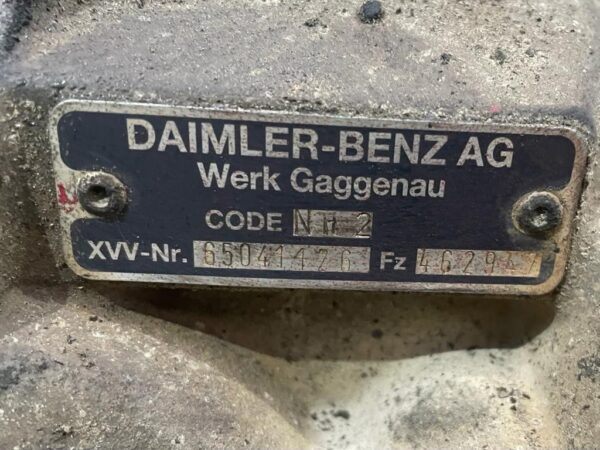 DAIMLER-BENZ AG
Werk Gaggenau
CODE
XVV-Nr. 65041426 Fz